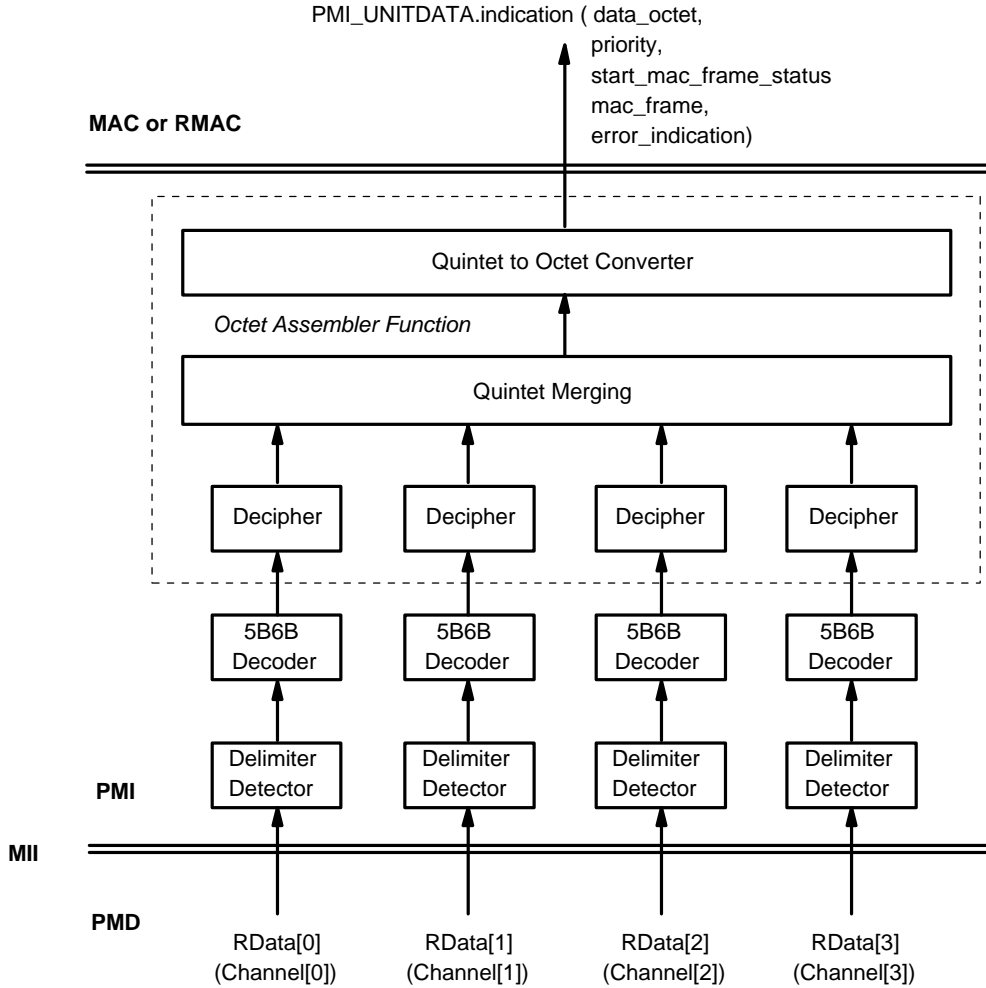 PMI_UNITDATA.indication ( data_octet,
priority,
start_mac_frame_status
mac_frame,
error_indication)
MAC or RMAC
Quintet to Octet Converter
Octet Assembler Function
Quintet Merging
Decipher Decipher Decipher Decipher
5B6B 5B6B 5B6B 5B6B
Decoder Decoder Decoder Decoder
Delimiter Delimiter Delimiter Delimiter
Detector Detector Detector Detector
PMI
MII
PMD
RData[0] RData[1] RData[2] RData[3]
(Channel[0]) (Channel[1]) (Channel[2]) (Channel[3])